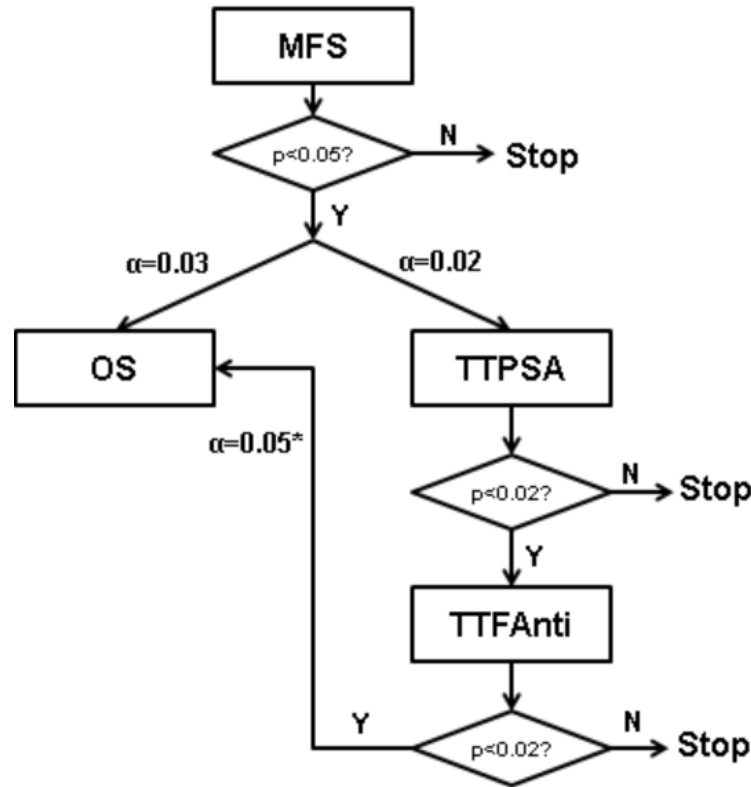 MFS
p<0.05?
N
Stop
Y
α=0.03
α=0.02
OS
TTPSA
α=0.05*
p<0.02?
N
Stop
Y
TTFAnti
Y
p<0.02?
N
Stop